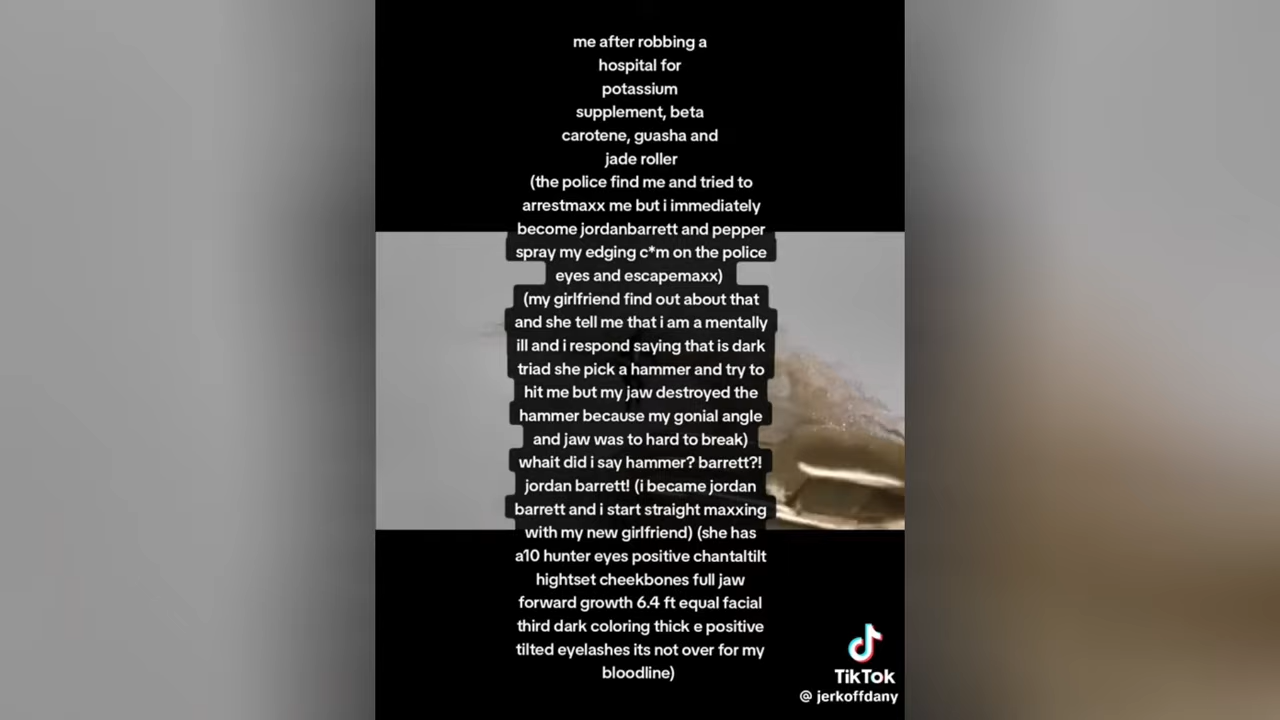 me after robbing a
hospital for
potassium
supplement, beta
carotene, guasha and
jade roller
(the police find me and tried to
arrestmaxx me but i immediately
become jordanbarrett and pepper
spray my edging c*m on the police
eyes and escapemaxx)
(my girlfriend find out about that
and she tell me that i am a mentally
ill and i respond saying that is dark
triad she pick a hammer and try to
hit me but my jaw destroyed the
hammer because my gonial angle
and jaw was to hard to break)
whait did i say hammer? barrett?!
jordan barrett! (i became jordan
barrett and i start straight maxxing
with my new girlfriend) (she has
a10 hunter eyes positive chantaltilt
hightset cheekbones full jaw
forward growth 6.4 ft equal facial
third dark coloring thick e positive
tilted eyelashes its not over for my
bloodline)
TikTok
@ jerkoffdany